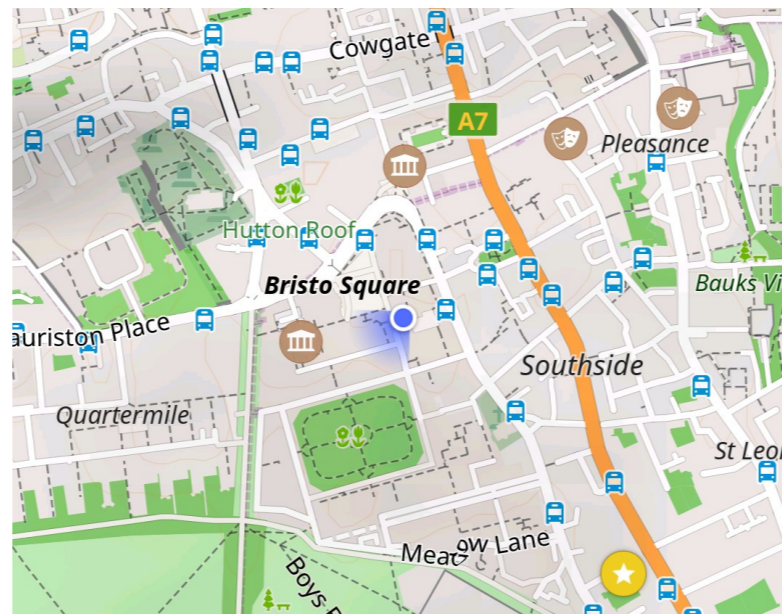 Cowgate
A7
Pleasance
Hutton Roof
Bristo Square
Bauks Vi
auriston Place
Southside
Quartermile
St Leo
Meadow Lane
Boys